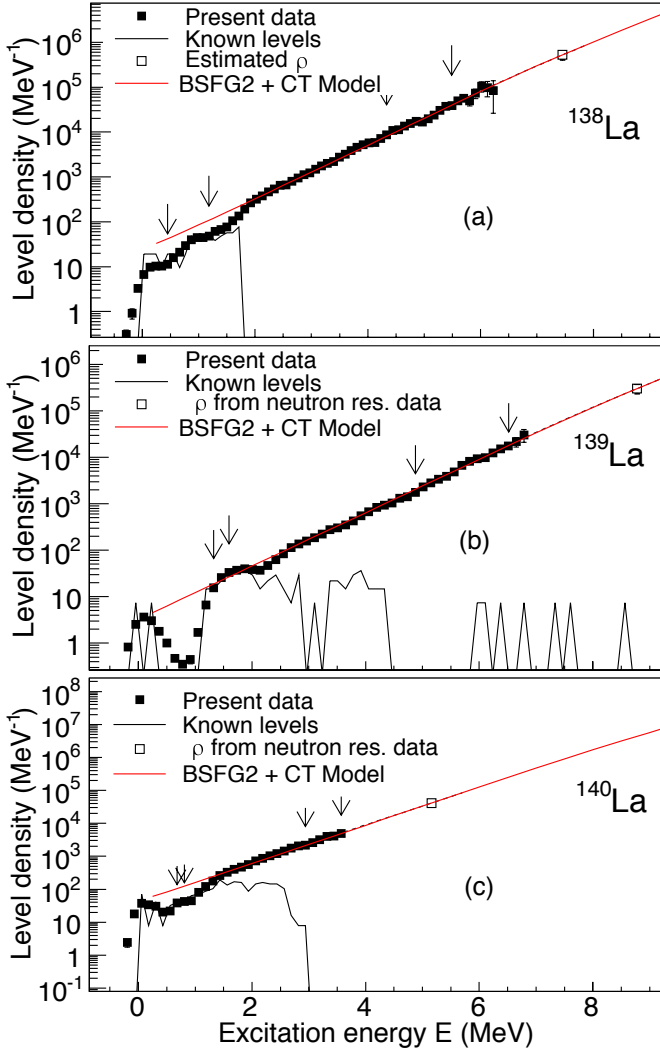 Level density (MeV⁻¹)
10⁶
10⁵
10⁴
10³
10²
10
1
Present data
Known levels
Estimated ρ
BSFG2 + CT Model
¹³⁸La
(a)
Level density (MeV⁻¹)
10⁶
10⁵
10⁴
10³
10²
10
1
Present data
Known levels
ρ from neutron res. data
BSFG2 + CT Model
¹³⁹La
(b)
Level density (MeV⁻¹)
10⁸
10⁷
10⁶
10⁵
10⁴
10³
10²
10
1
10⁻¹
Present data
Known levels
ρ from neutron res. data
BSFG2 + CT Model
¹⁴⁰La
(c)
0 2 4 6 8
Excitation energy E (MeV)